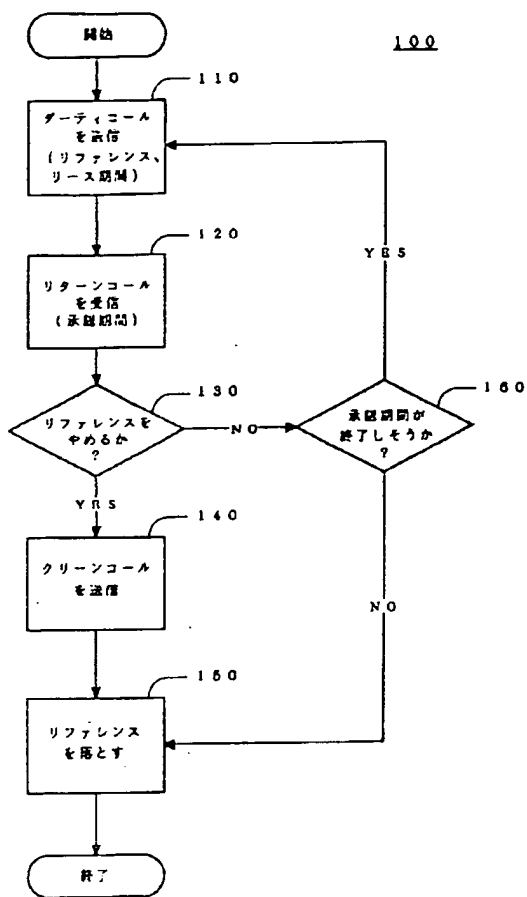 開始
100
110
ダーティコール
を送信
(リファレンス、
リース期間)
120
リターンコール
を受信
(承認期間)
130
リファレンスを
やめるか
?
NO
160
承認期間が
終了しそうか
?
YES
YES
140
クリーンコール
を送信
NO
150
リファレンス
を落とす
終了